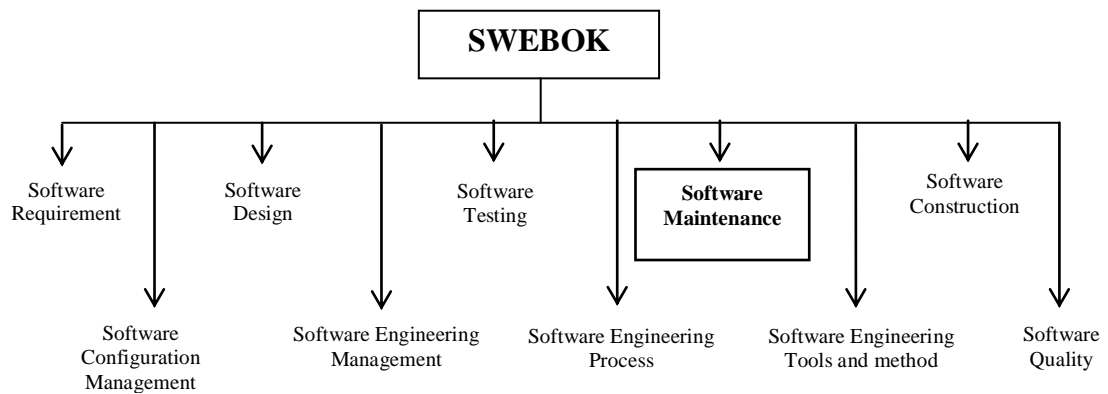 SWEBOK
Software
Requirement
Software
Design
Software
Testing
Software
Maintenance
Software
Construction
Software
Configuration
Management
Software Engineering
Management
Software Engineering
Process
Software Engineering
Tools and method
Software
Quality